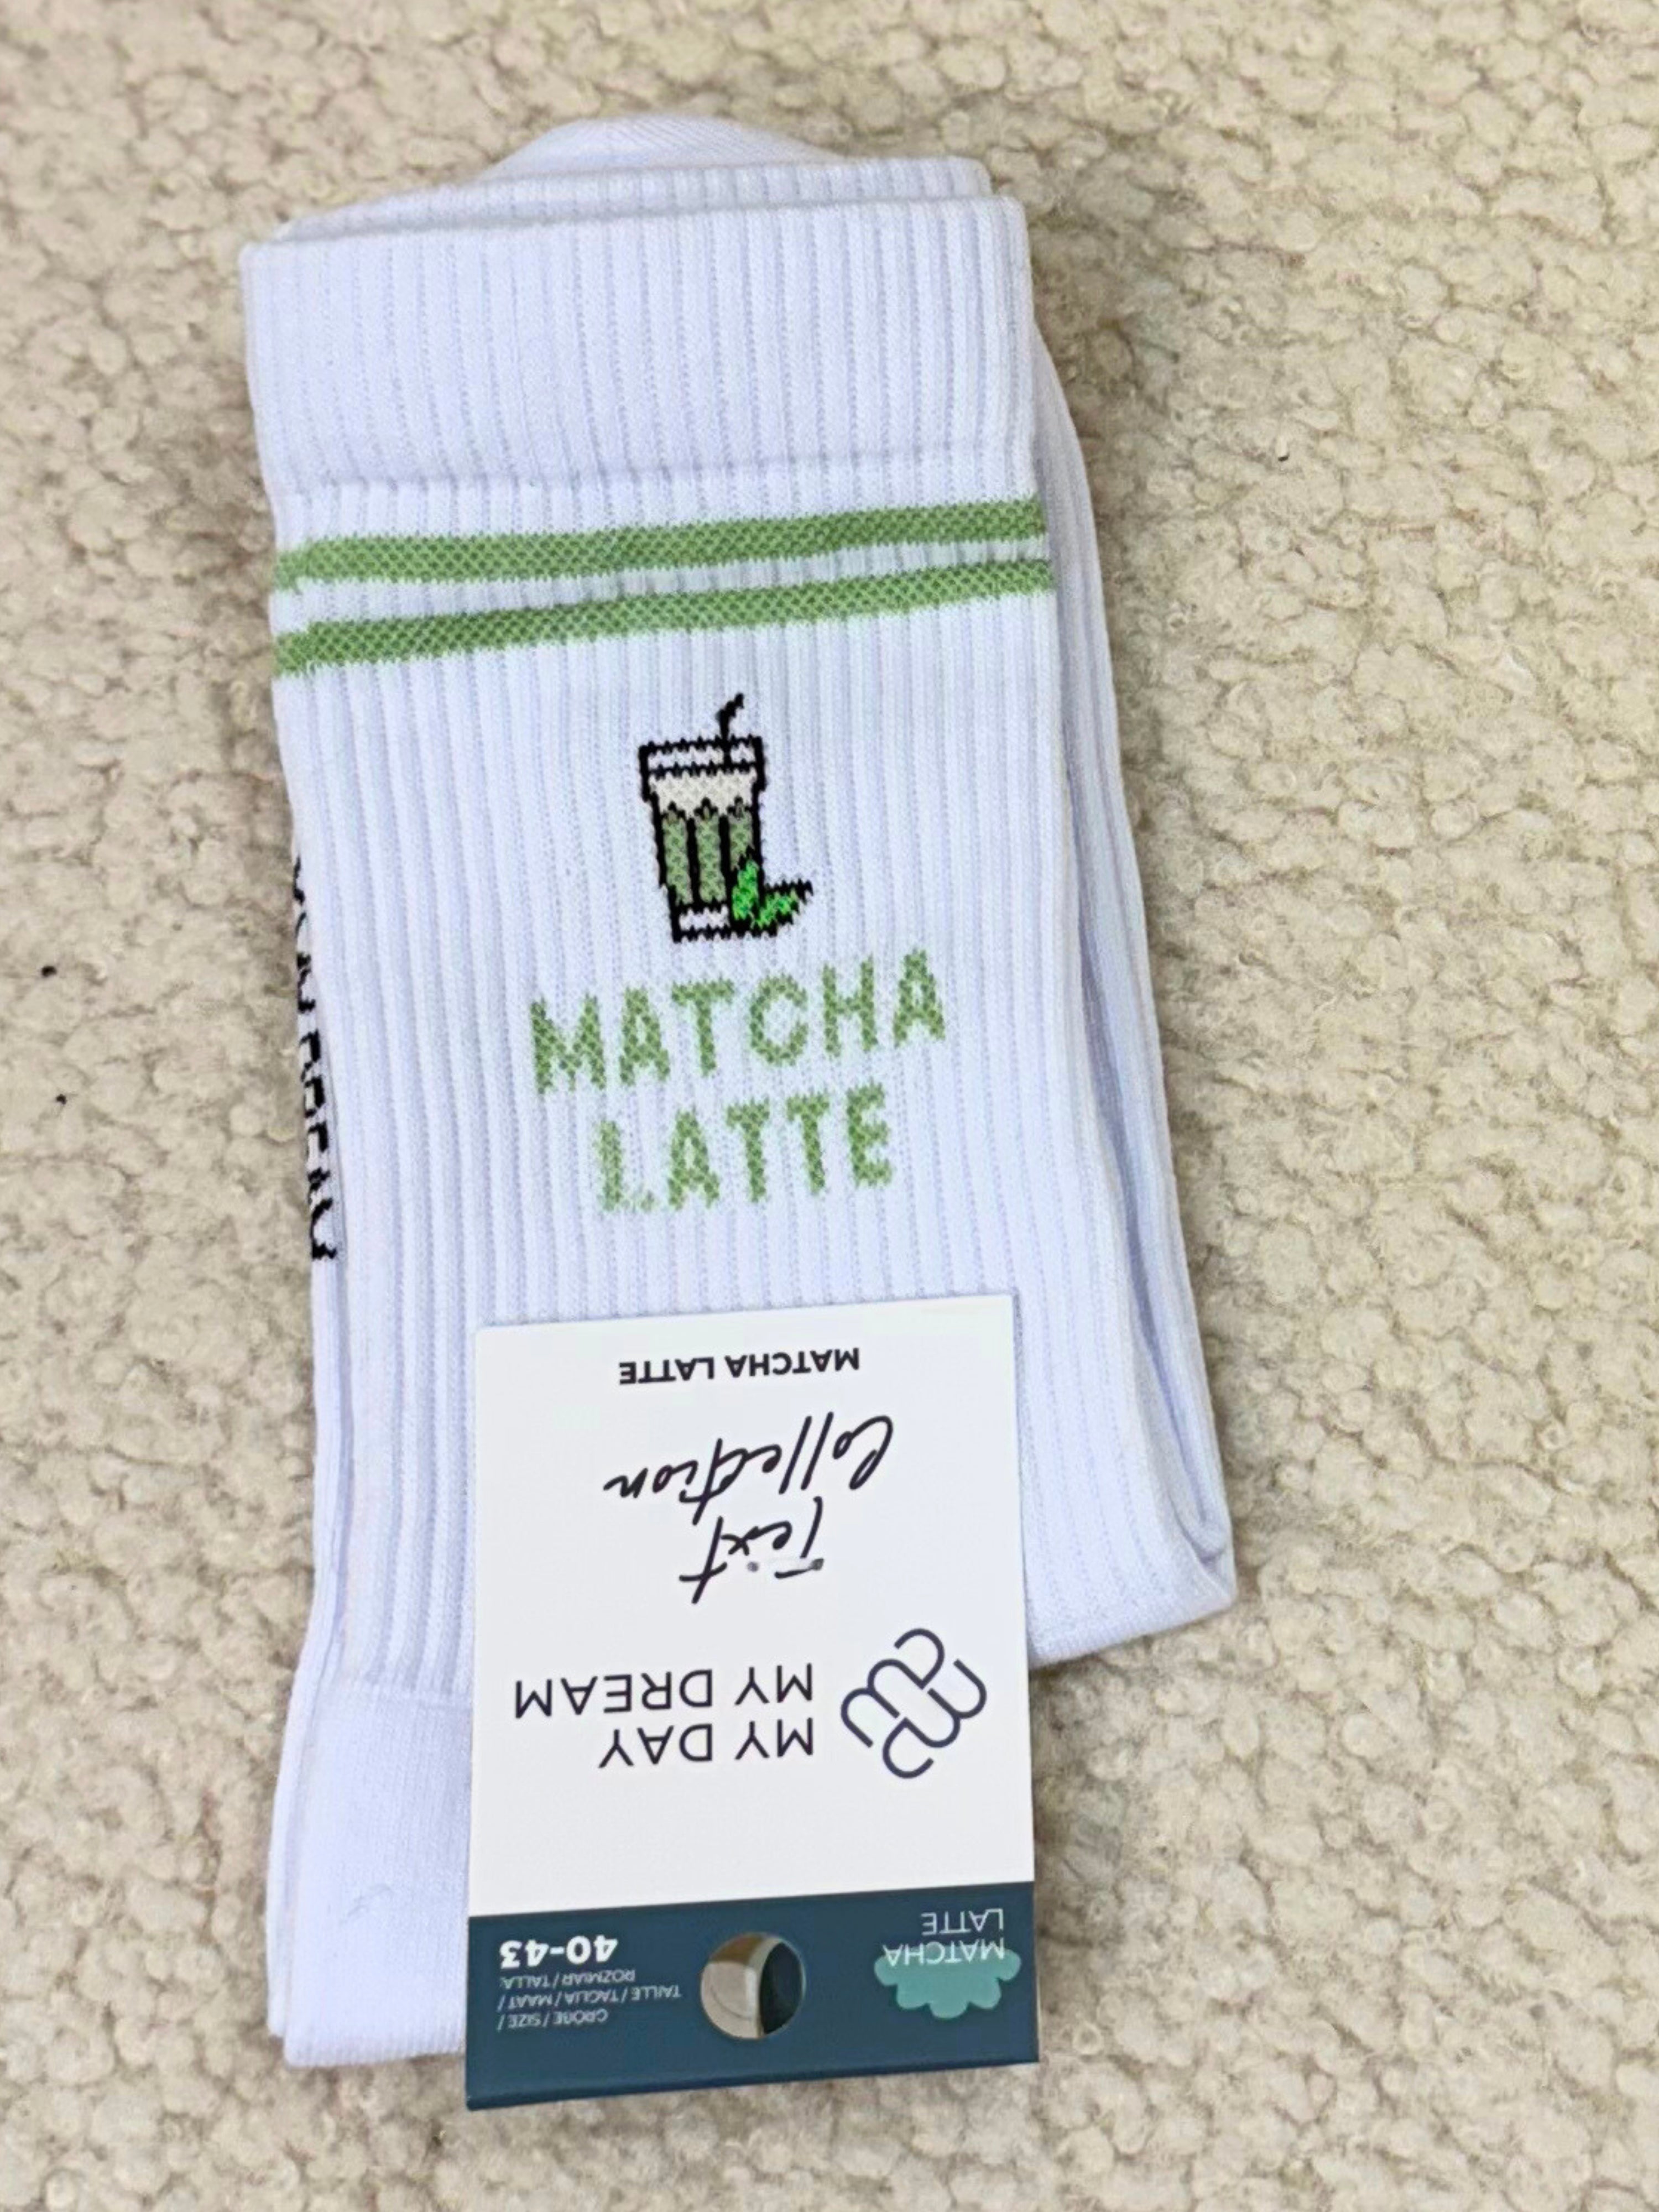 MATCHA
LATTE
MY DAY
MY DREAM
Text
Collection
MATCHA LATTE
MATCHA
LATTE
GRÖßE / SIZE /
TAILLE / TAGLIA / MAAT /
ROZMIAR / TALLA:
40-43